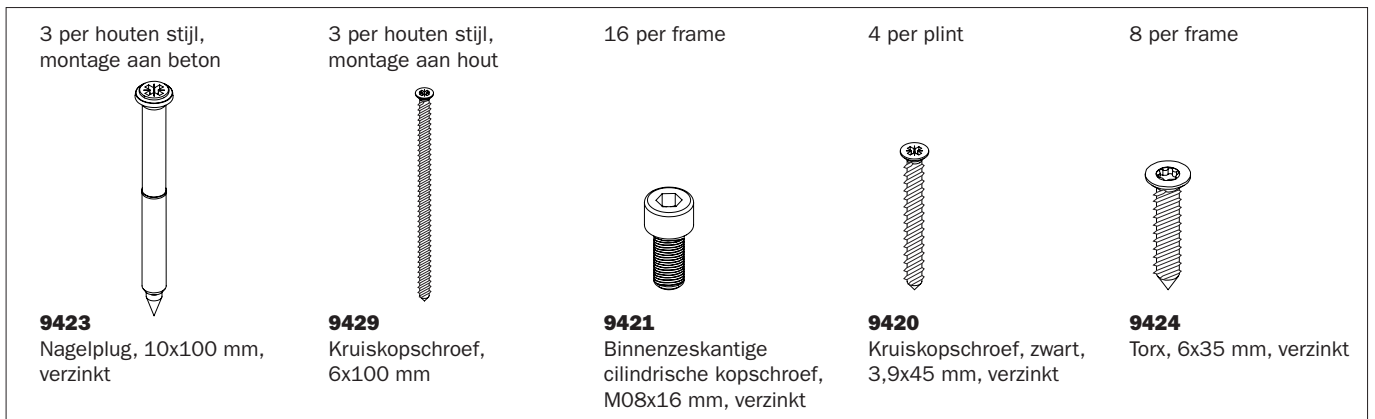 3 per houten stijl,
montage aan beton
9423
Nagelplug, 10x100 mm,
verzinkt
3 per houten stijl,
montage aan hout
9429
Kruiskopschroef,
6x100 mm
16 per frame
9421
Binnenzeskantige
cilindrische kopschroef,
M08x16 mm, verzinkt
4 per plint
9420
Kruiskopschroef, zwart,
3,9x45 mm, verzinkt
8 per frame
9424
Torx, 6x35 mm, verzinkt